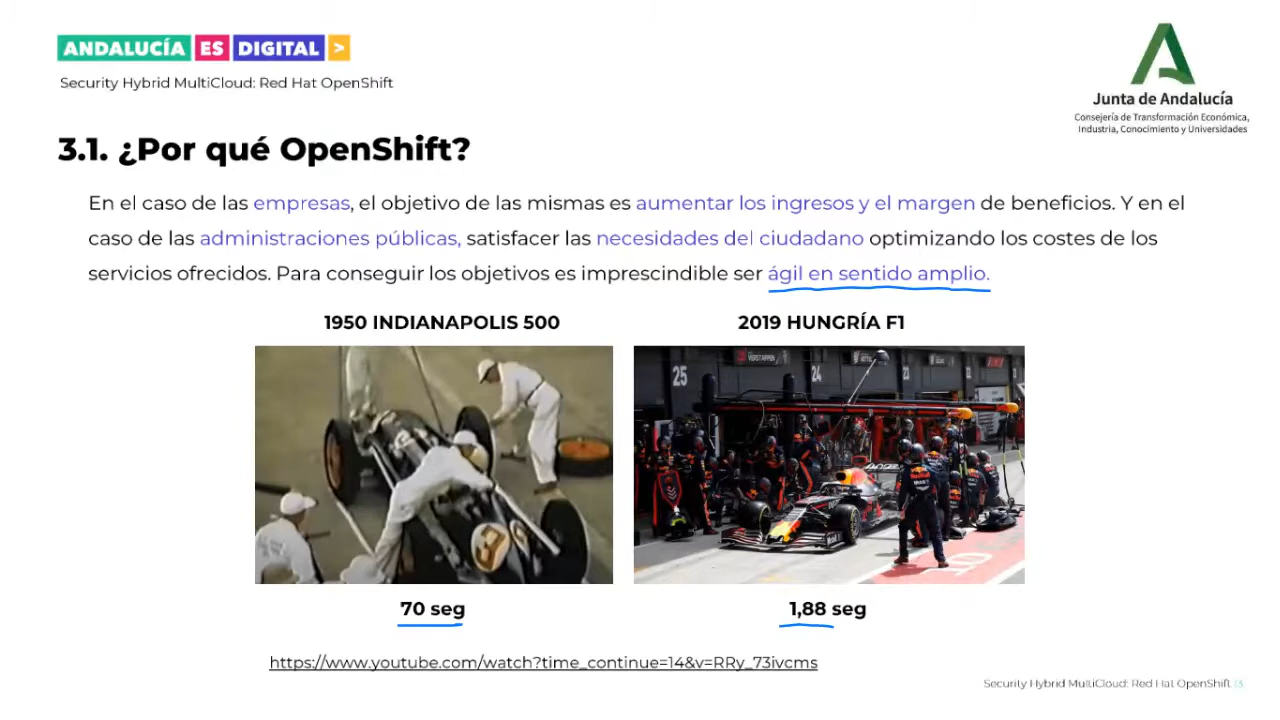 ANDALUCÍA ES DIGITAL >
Security Hybrid MultiCloud: Red Hat OpenShift
Junta de Andalucía
Consejería de Transformación Económica,
Industria, Conocimiento y Universidades
3.1. ¿Por qué OpenShift?
En el caso de las empresas, el objetivo de las mismas es aumentar los ingresos y el margen de beneficios. Y en el
caso de las administraciones públicas, satisfacer las necesidades del ciudadano optimizando los costes de los
servicios ofrecidos. Para conseguir los objetivos es imprescindible ser ágil en sentido amplio.
1950 INDIANAPOLIS 500
2019 HUNGRÍA F1
VERSTAPPEN
25
24
23
70 seg
1,88 seg
https://www.youtube.com/watch?time_continue=14&v=RRy_73ivcms
Security Hybrid MultiCloud: Red Hat OpenShift